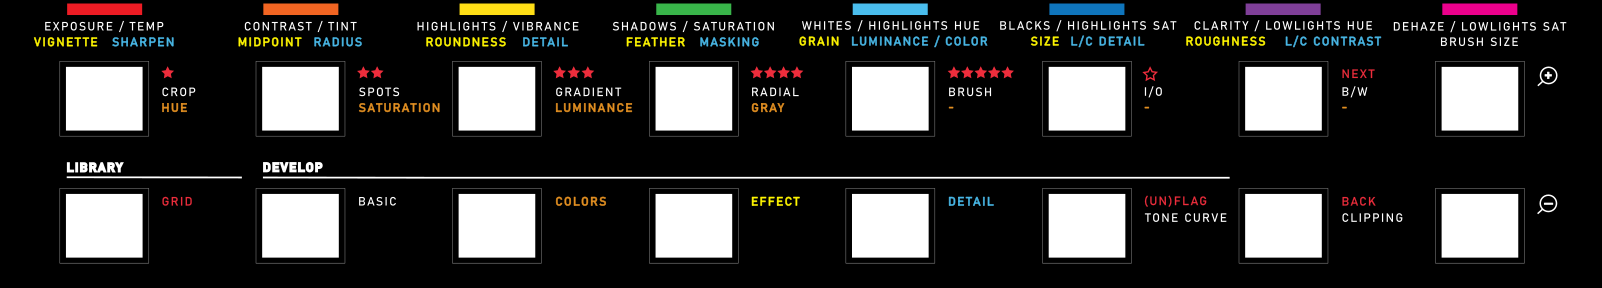 EXPOSURE / TEMP
VIGNETTE SHARPEN
CONTRAST / TINT
MIDPOINT RADIUS
HIGHLIGHTS / VIBRANCE
ROUNDNESS DETAIL
SHADOWS / SATURATION
FEATHER MASKING
WHITES / HIGHLIGHTS HUE
GRAIN LUMINANCE / COLOR
BLACKS / HIGHLIGHTS SAT
SIZE L/C DETAIL
CLARITY / LOWLIGHTS HUE
ROUGHNESS L/C CONTRAST
DEHAZE / LOWLIGHTS SAT
BRUSH SIZE
★
CROP
HUE
★★
SPOTS
SATURATION
★★★
GRADIENT
LUMINANCE
★★★★
RADIAL
GRAY
★★★★★
BRUSH
-
☆
I/O
-
NEXT
B/W
-
LIBRARY
DEVELOP
GRID
BASIC
COLORS
EFFECT
DETAIL
(UN)FLAG
TONE CURVE
BACK
CLIPPING